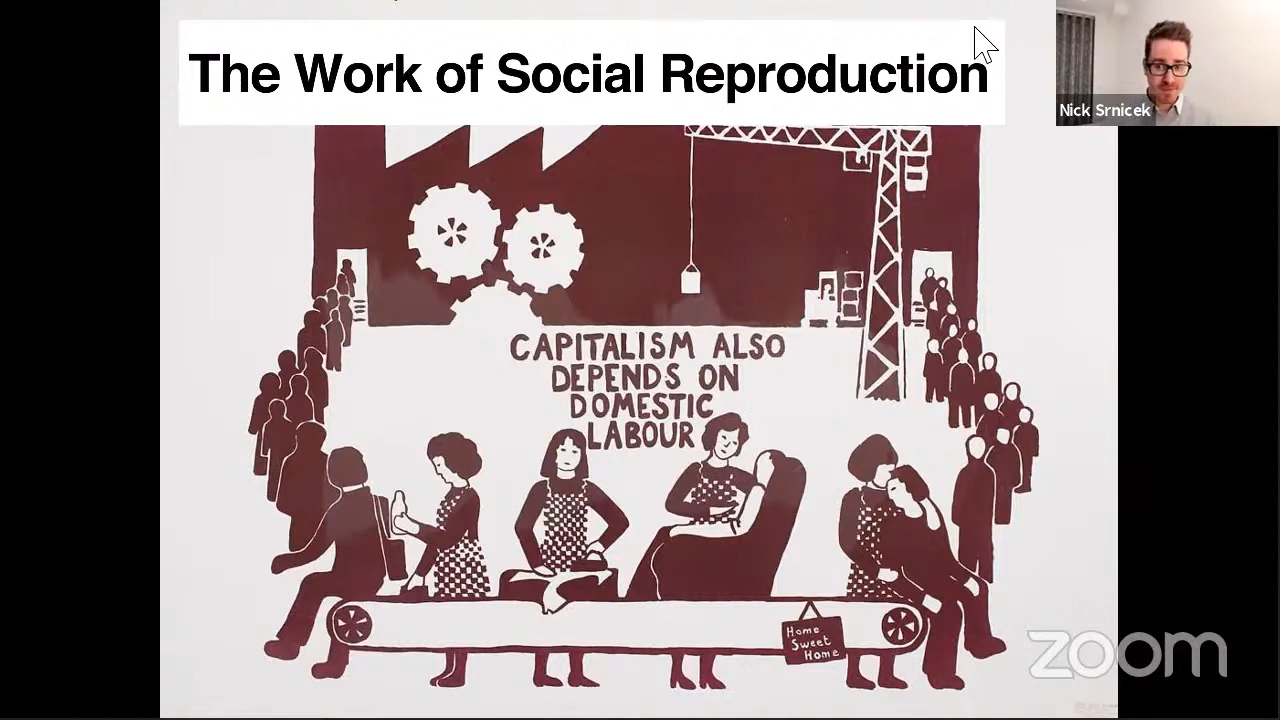 The Work of Social Reproduction
Nick Srnicek
CAPITALISM ALSO
DEPENDS ON
DOMESTIC
LABOUR
Home
Sweet
Home
zoom